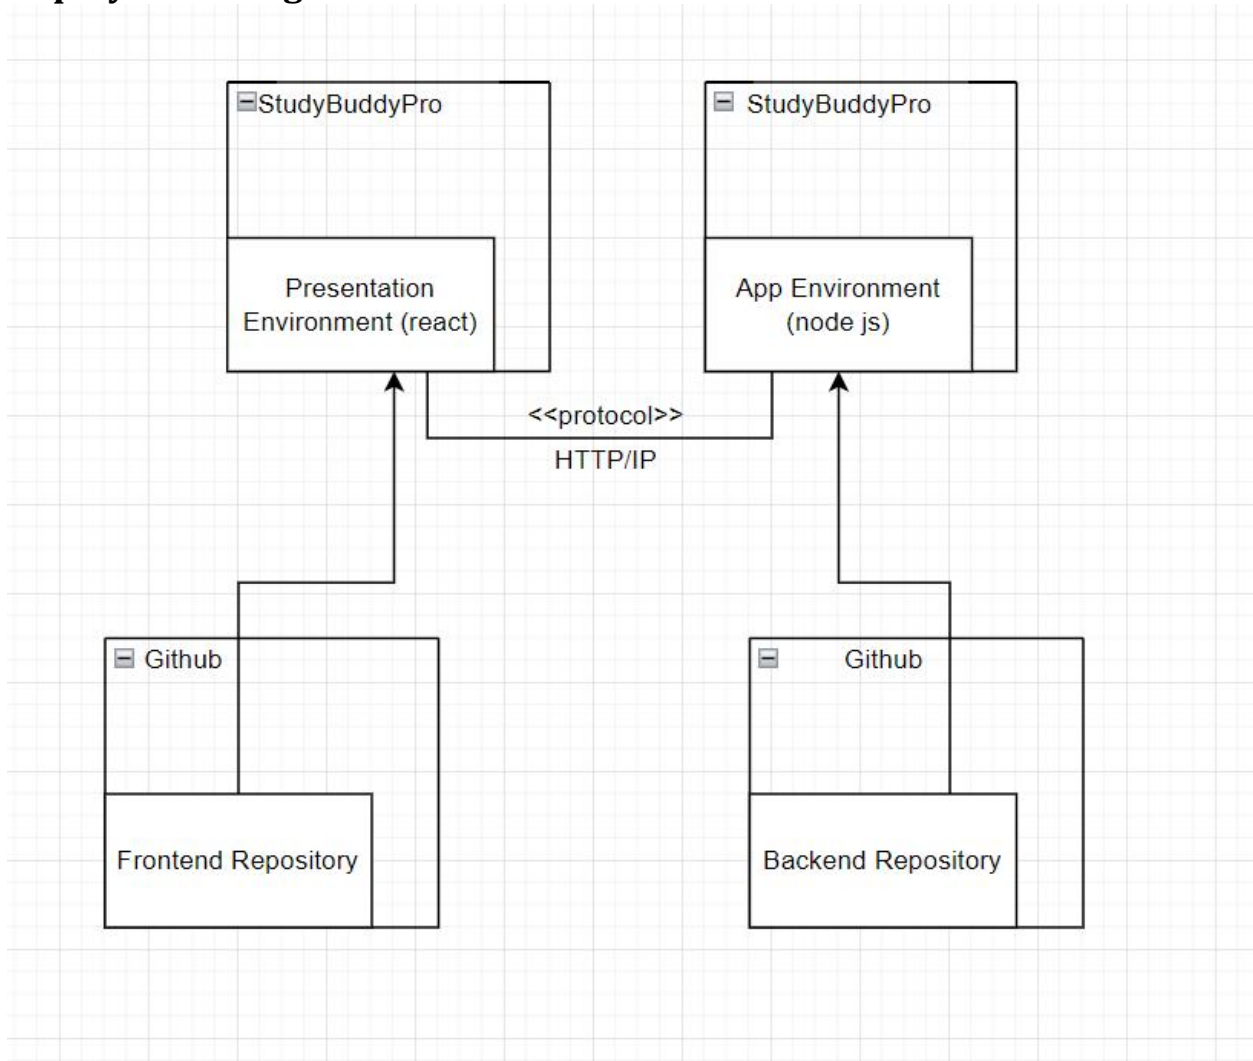 StudyBuddyPro
StudyBuddyPro
Presentation
Environment (react)
App Environment
(node js)
<<protocol>>
HTTP/IP
Github
Github
Frontend Repository
Backend Repository